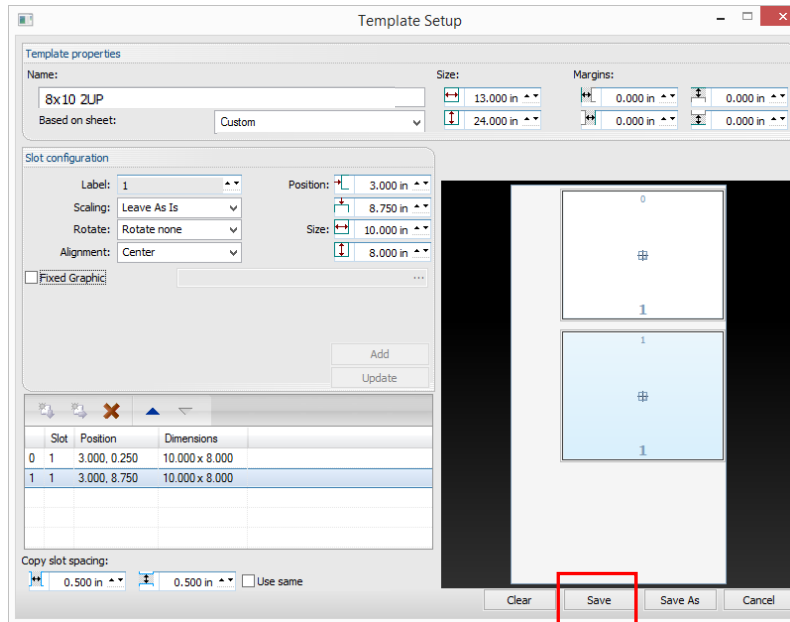 Template Setup
Template properties
Name:
Size:
Margins:
8x10 2UP
13.000 in
0.000 in
0.000 in
Based on sheet:
Custom
24.000 in
0.000 in
0.000 in
Slot configuration
Label:
1
Position:
3.000 in
Scaling:
Leave As Is
8.750 in
Rotate:
Rotate none
Size:
10.000 in
Alignment:
Center
8.000 in
Fixed Graphic
...
Add
Update
0
1
1
1
Slot Position Dimensions
0 1 3.000, 0.250 10.000 x 8.000
1 1 3.000, 8.750 10.000 x 8.000
Copy slot spacing:
0.500 in
0.500 in
Use same
Clear
Save
Save As
Cancel